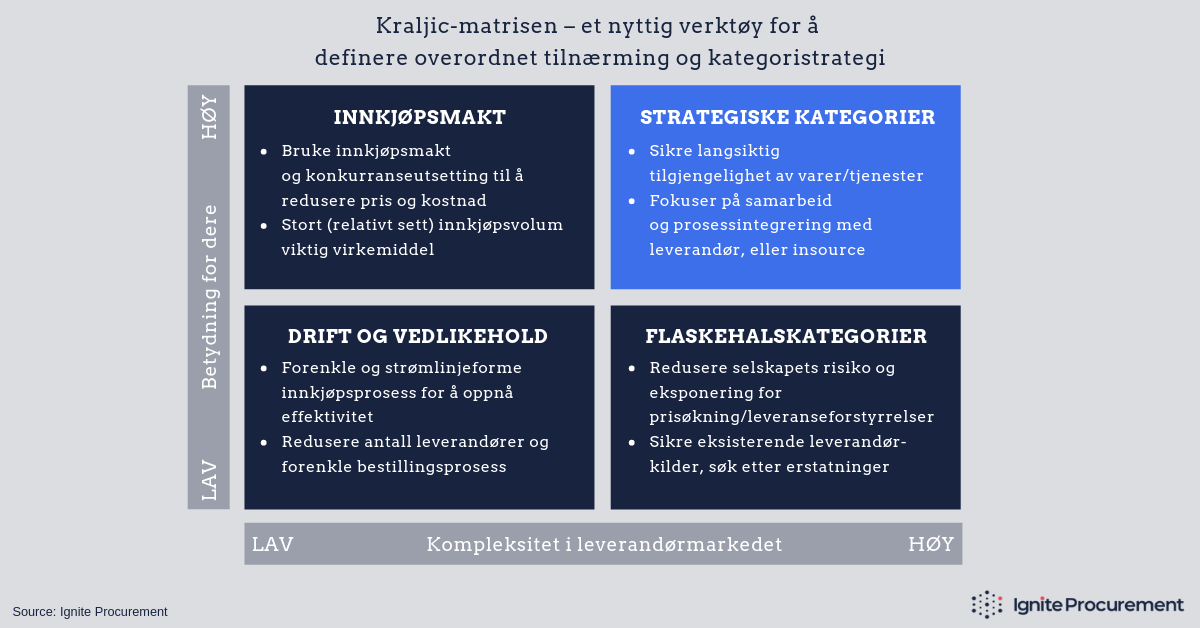 Kraljic-matrisen – et nyttig verktøy for å
definere overordnet tilnærming og kategoristrategi
HØY
Betydning for dere
LAV
INNKJØPSMAKT
• Bruke innkjøpsmakt
og konkurranseutsetting til å
redusere pris og kostnad
• Stort (relativt sett) innkjøpsvolum
viktig virkemiddel
STRATEGISKE KATEGORIER
• Sikre langsiktig
tilgjengelighet av varer/tjenester
• Fokuser på samarbeid
og prosessintegrering med
leverandør, eller insource
DRIFT OG VEDLIKEHOLD
• Forenkle og strømlinjeforme
innkjøpsprosess for å oppnå
effektivitet
• Redusere antall leverandører og
forenkle bestillingsprosess
FLASKEHALSKATEGORIER
• Redusere selskapets risiko og
eksponering for
prisøkning/leveranseforstyrrelser
• Sikre eksisterende leverandør-
kilder, søk etter erstatninger
LAV Kompleksitet i leverandørmarkedet HØY
Source: Ignite Procurement
Ignite Procurement